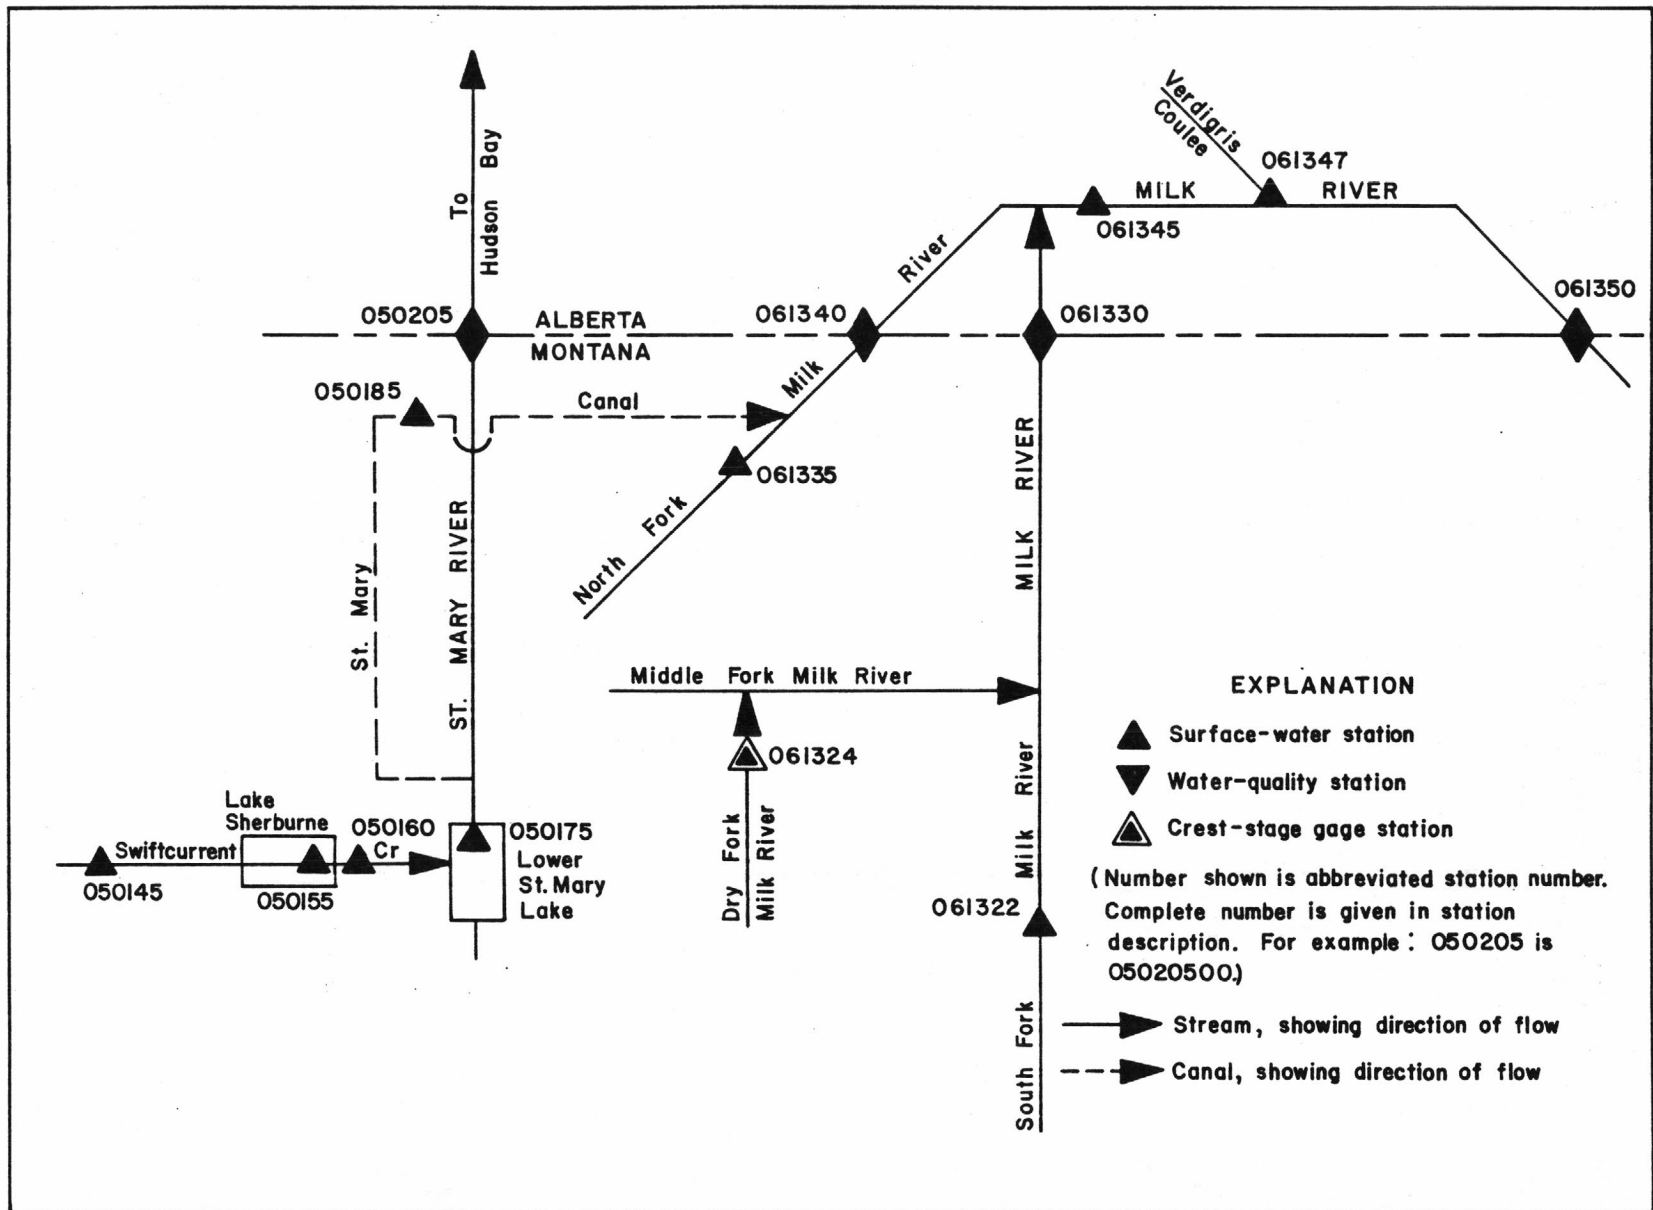 To
Hudson Bay
Verdigris
Coulee
061347
MILK RIVER
061345
River
050205
ALBERTA
MONTANA
061340
061330
061350
050185
Canal
Milk
061335
Fork
North
St. Mary
ST. MARY RIVER
MILK RIVER
Middle Fork Milk River
061324
Dry Fork
Milk River
Lake
Sherburne
050160
Swiftcurrent
Cr
050145
050155
050175
Lower
St. Mary
Lake
061322
South Fork Milk River
EXPLANATION
Surface-water station
Water-quality station
Crest-stage gage station
(Number shown is abbreviated station number.
Complete number is given in station
description. For example: 050205 is
05020500.)
Stream, showing direction of flow
Canal, showing direction of flow